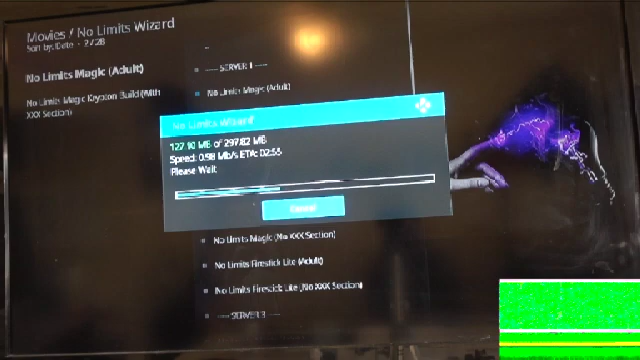 Movies / No Limits Wizard
Sort by: Date · 27/28
No Limits Magic (Adult)
No Limits Magic Krypton Build (With
XXX Section)
---- SERVER 1 ----
No Limits Magic (Adult)
No Limits Wizard
127.90 MB of 297.82 MB
Speed: 0.98 Mb/s ETA: 02:55
Please Wait
Cancel
No Limits Magic (No XXX Section)
No Limits Firestick Lite (Adult)
No Limits Firestick Lite (No XXX Section)
---- SERVER 3 ----